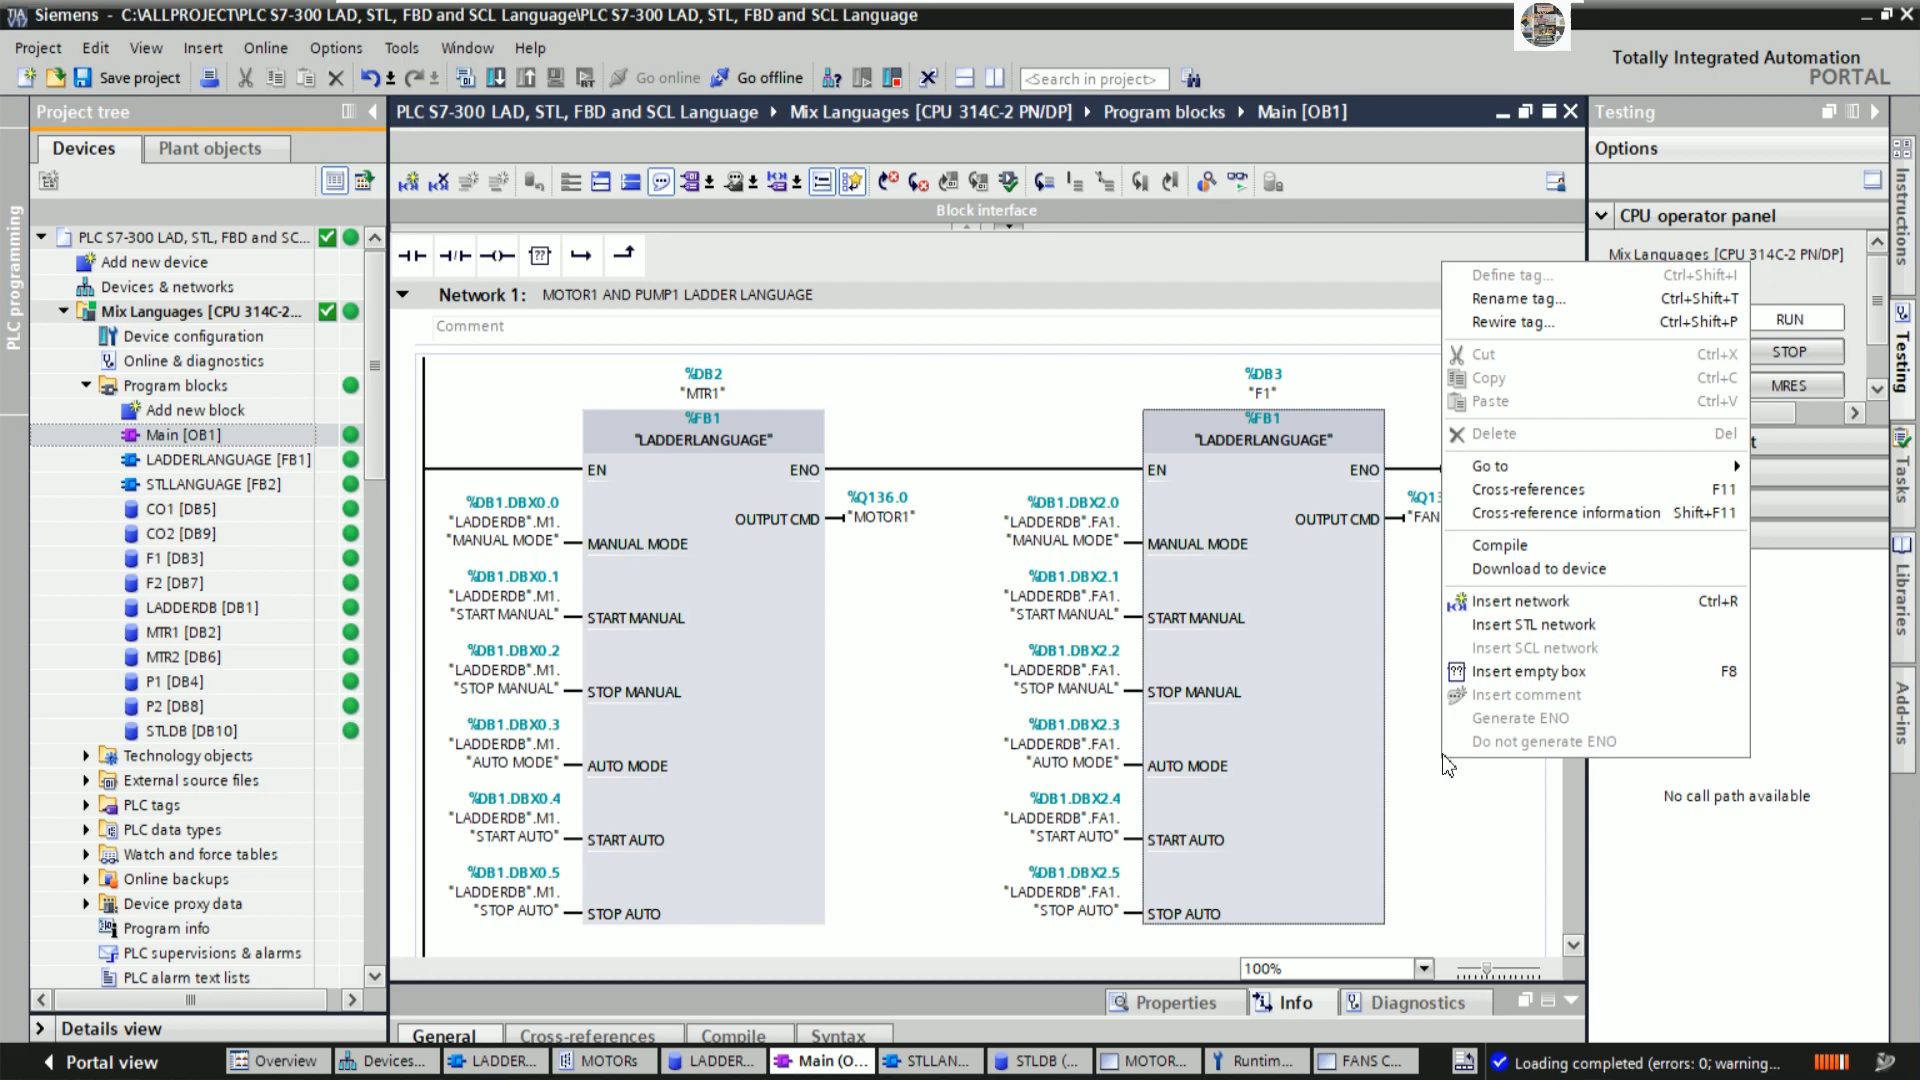 Siemens - C:\ALLPROJECT\PLC S7-300 LAD, STL, FBD and SCL Language\PLC S7-300 LAD, STL, FBD and SCL Language
Project Edit View Insert Online Options Tools Window Help
Totally Integrated Automation
PORTAL
Save project
Go online
Go offline
<Search in project>
Project tree
PLC S7-300 LAD, STL, FBD and SCL Language
Mix Languages [CPU 314C-2 PN/DP]
Program blocks
Main [OB1]
Testing
Devices
Plant objects
Options
PLC programming
Block interface
CPU operator panel
Mix Languages [CPU 314C-2 PN/DP]
RUN
STOP
MRES
No call path available
Instructions
Testing
Tasks
Libraries
Add-ins
PLC S7-300 LAD, STL, FBD and SC...
Add new device
Devices & networks
Mix Languages [CPU 314C-2...
Device configuration
Online & diagnostics
Program blocks
Add new block
Main [OB1]
LADDERLANGUAGE [FB1]
STLLANGUAGE [FB2]
CO1 [DB5]
CO2 [DB9]
F1 [DB3]
F2 [DB7]
LADDERDB [DB1]
MTR1 [DB2]
MTR2 [DB6]
P1 [DB4]
P2 [DB8]
STLDB [DB10]
Technology objects
External source files
PLC tags
PLC data types
Watch and force tables
Online backups
Device proxy data
Program info
PLC supervisions & alarms
PLC alarm text lists
Details view
Network 1: MOTOR1 AND PUMP1 LADDER LANGUAGE
Comment
%DB2
"MTR1"
%FB1
"LADDERLANGUAGE"
EN ENO
%DB1.DBX0.0
"LADDERDB".M1.
"MANUAL MODE"
MANUAL MODE
OUTPUT CMD
%Q136.0
"MOTOR1"
%DB1.DBX0.1
"LADDERDB".M1.
"START MANUAL"
START MANUAL
%DB1.DBX0.2
"LADDERDB".M1.
"STOP MANUAL"
STOP MANUAL
%DB1.DBX0.3
"LADDERDB".M1.
"AUTO MODE"
AUTO MODE
%DB1.DBX0.4
"LADDERDB".M1.
"START AUTO"
START AUTO
%DB1.DBX0.5
"LADDERDB".M1.
"STOP AUTO"
STOP AUTO
%DB3
"F1"
%FB1
"LADDERLANGUAGE"
EN ENO
%DB1.DBX2.0
"LADDERDB".FA1.
"MANUAL MODE"
MANUAL MODE
OUTPUT CMD
%Q13
"FAN
%DB1.DBX2.1
"LADDERDB".FA1.
"START MANUAL"
START MANUAL
%DB1.DBX2.2
"LADDERDB".FA1.
"STOP MANUAL"
STOP MANUAL
%DB1.DBX2.3
"LADDERDB".FA1.
"AUTO MODE"
AUTO MODE
%DB1.DBX2.4
"LADDERDB".FA1.
"START AUTO"
START AUTO
%DB1.DBX2.5
"LADDERDB".FA1.
"STOP AUTO"
STOP AUTO
Define tag... Ctrl+Shift+I
Rename tag... Ctrl+Shift+T
Rewire tag... Ctrl+Shift+P
Cut Ctrl+X
Copy Ctrl+C
Paste Ctrl+V
Delete Del
Go to
Cross-references F11
Cross-reference information Shift+F11
Compile
Download to device
Insert network Ctrl+R
Insert STL network
Insert SCL network
Insert empty box F8
Insert comment
Generate ENO
Do not generate ENO
100%
Properties
Info
Diagnostics
General
Cross-references
Compile
Syntax
Portal view
Overview
Devices...
LADDER...
MOTORs
LADDER...
Main (O...
STLLAN...
STLDB (...
MOTOR...
Runtim...
FANS C...
Loading completed (errors: 0; warning...